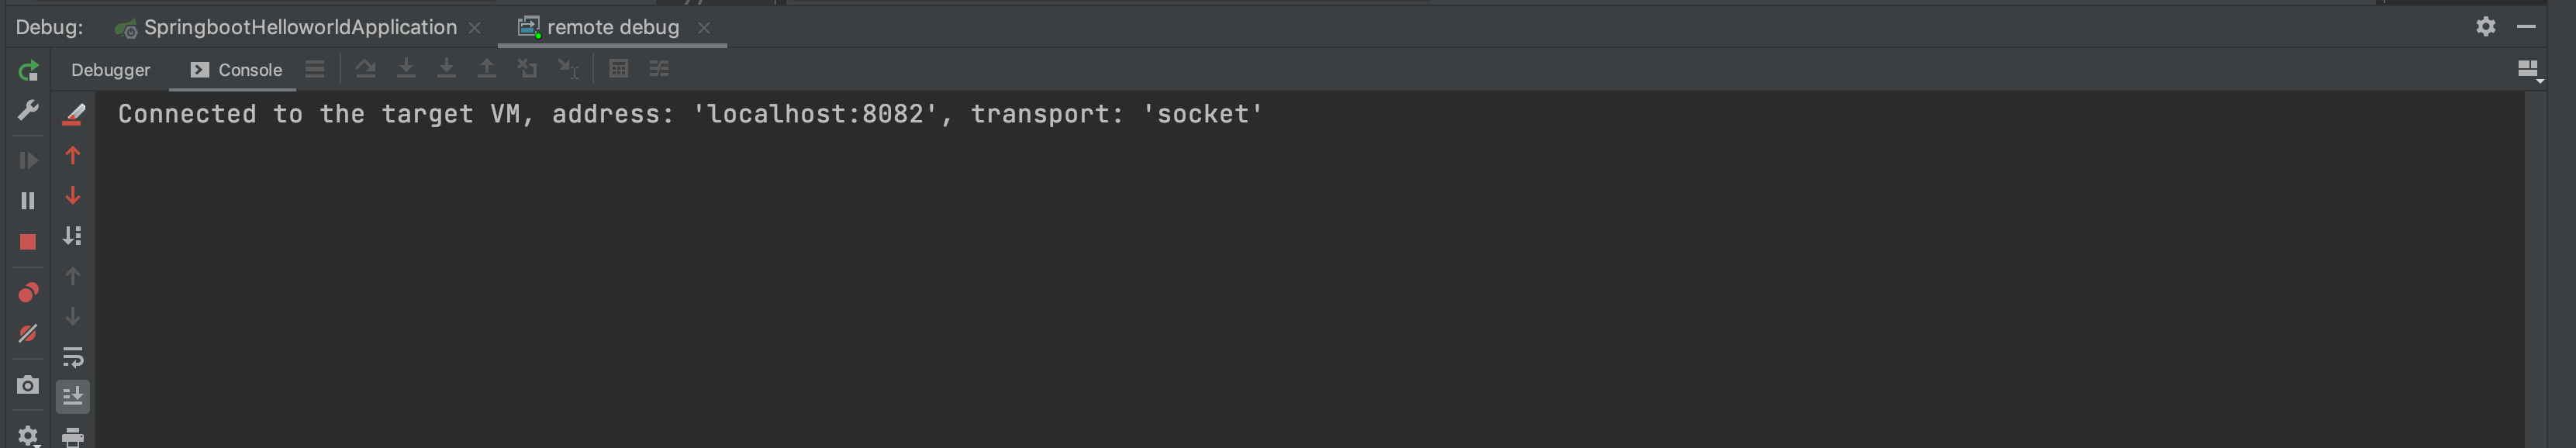 Debug: SpringbootHelloworldApplication remote debug
Debugger Console
Connected to the target VM, address: 'localhost:8082', transport: 'socket'